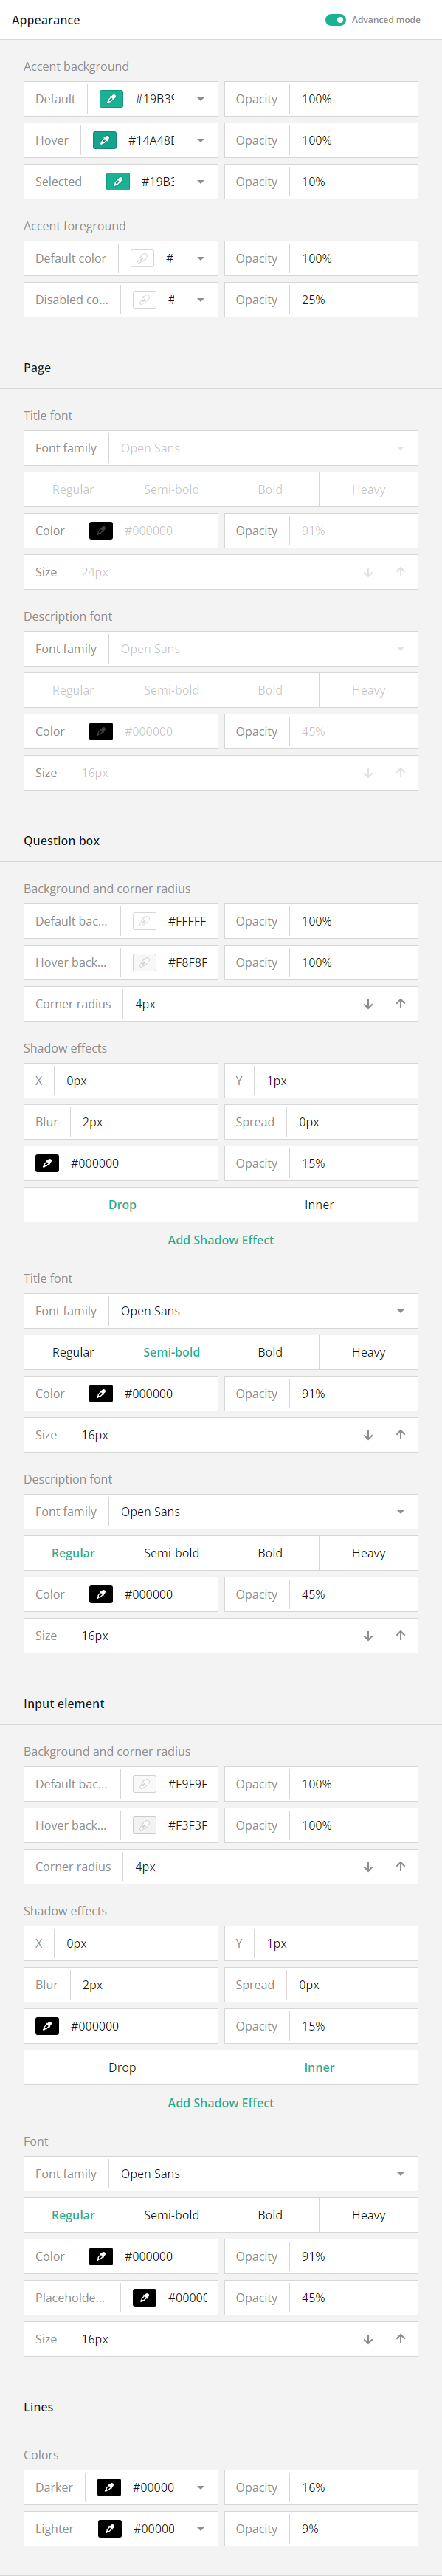 Appearance
Advanced mode
Accent background
Default #19B39 Opacity 100%
Hover #14A48E Opacity 100%
Selected #19B3 Opacity 10%
Accent foreground
Default color # Opacity 100%
Disabled co... # Opacity 25%
Page
Title font
Font family Open Sans
Regular Semi-bold Bold Heavy
Color #000000 Opacity 91%
Size 24px
Description font
Font family Open Sans
Regular Semi-bold Bold Heavy
Color #000000 Opacity 45%
Size 16px
Question box
Background and corner radius
Default bac... #FFFFF Opacity 100%
Hover back... #F8F8F Opacity 100%
Corner radius 4px
Shadow effects
X 0px Y 1px
Blur 2px Spread 0px
#000000 Opacity 15%
Drop Inner
Add Shadow Effect
Title font
Font family Open Sans
Regular Semi-bold Bold Heavy
Color #000000 Opacity 91%
Size 16px
Description font
Font family Open Sans
Regular Semi-bold Bold Heavy
Color #000000 Opacity 45%
Size 16px
Input element
Background and corner radius
Default bac... #F9F9F Opacity 100%
Hover back... #F3F3F Opacity 100%
Corner radius 4px
Shadow effects
X 0px Y 1px
Blur 2px Spread 0px
#000000 Opacity 15%
Drop Inner
Add Shadow Effect
Font
Font family Open Sans
Regular Semi-bold Bold Heavy
Color #000000 Opacity 91%
Placeholde... #00000 Opacity 45%
Size 16px
Lines
Colors
Darker #00000 Opacity 16%
Lighter #00000 Opacity 9%